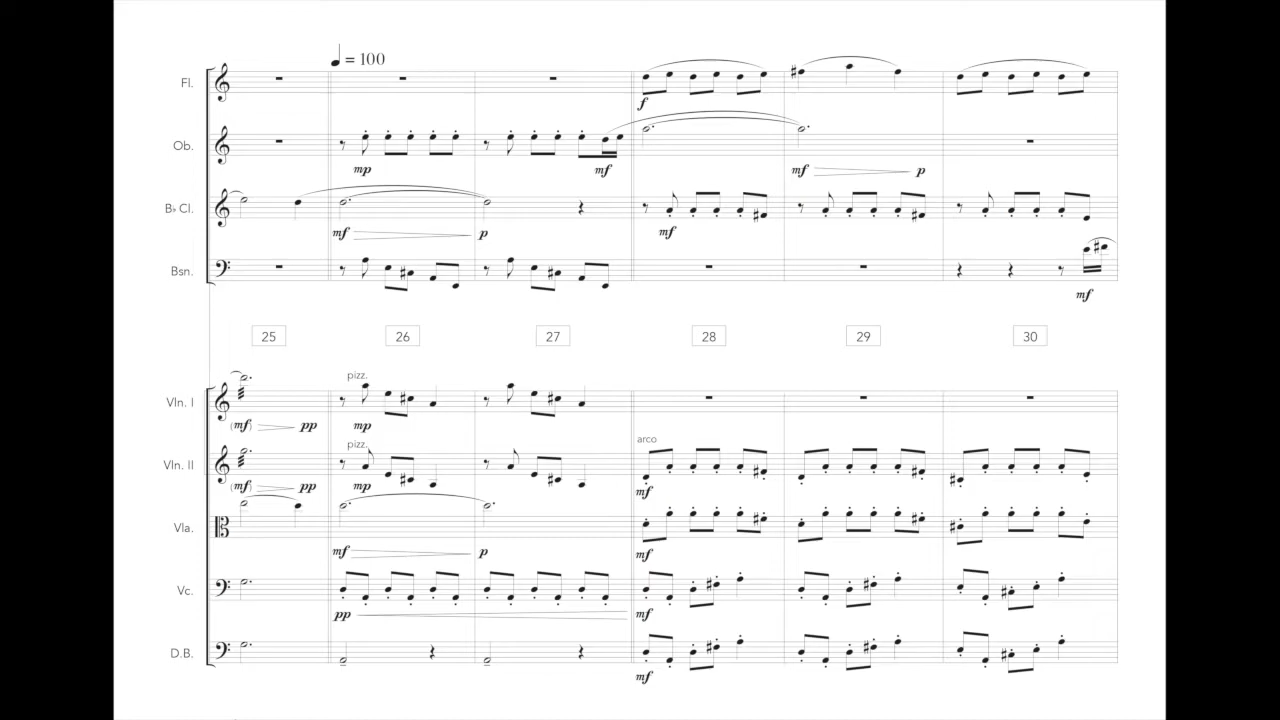 = 100
Fl.
f
Ob.
mp mf mf p
B♭ Cl.
mf p mf
Bsn.
mf
25 26 27 28 29 30
pizz.
Vln. I
(mf) pp mp
pizz. arco
Vln. II
(mf) pp mp mf
Vla.
mf p mf
Vc.
pp mf
D.B.
mf